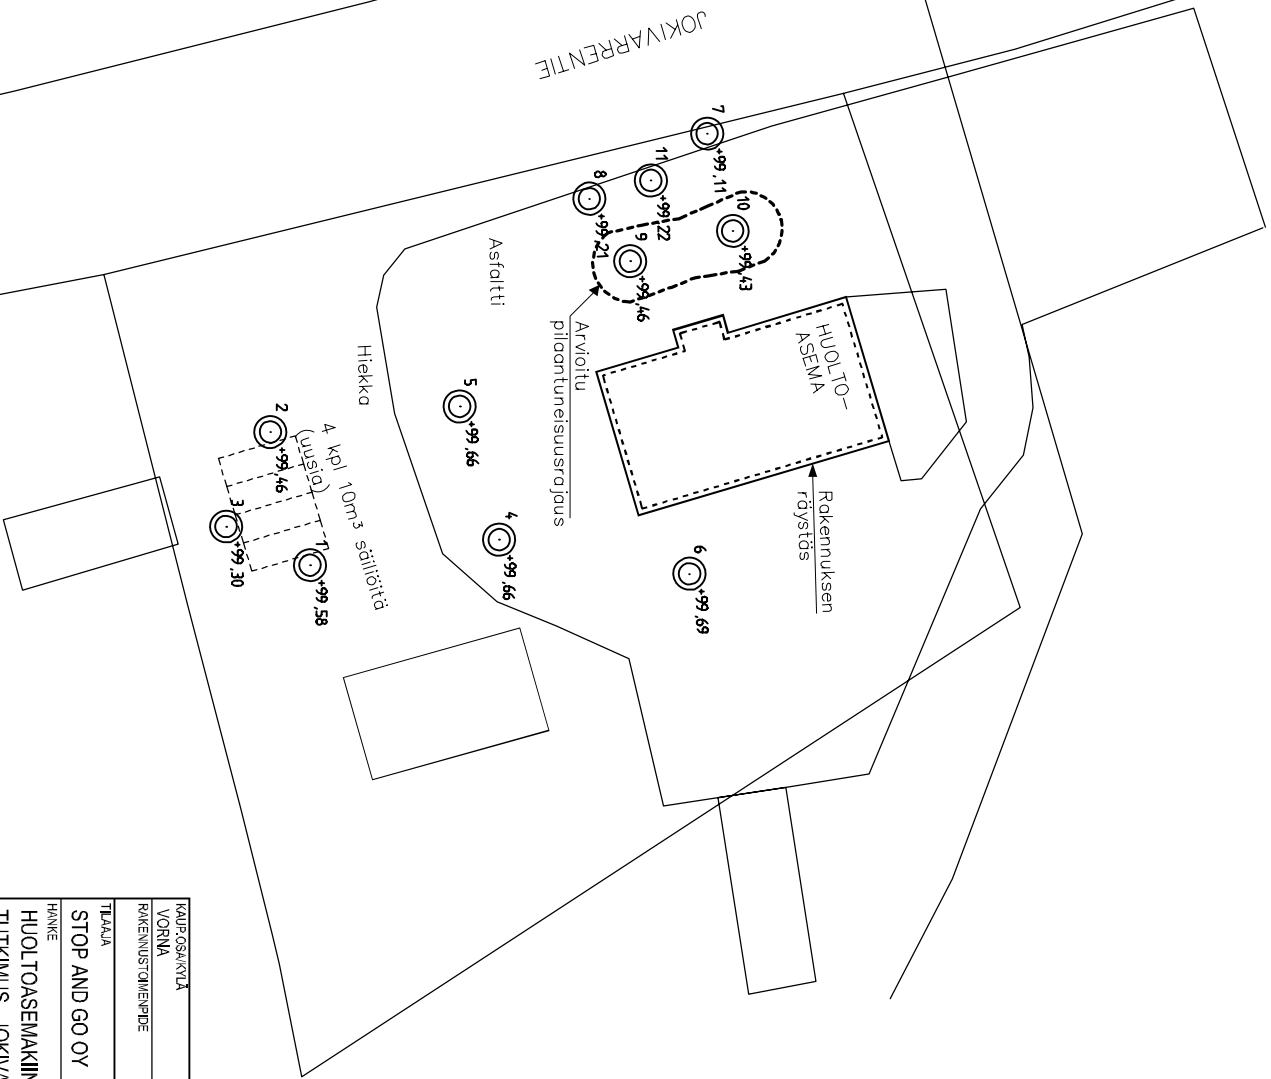 JOKIVARRENTIE
7
+99,11
11
+99,22
8
+99,21
10
+99,43
9
+99,46
Asfaltti
Arvioitu
pilaantuneisuusrajaus
HUOLTO-
ASEMA
Hiekka
5
+99,66
2
+99,46
4 kpl 10m³ säiliöitä
(uusia)
3
+99,30
1
+99,58
4
+99,66
6
+99,69
Rakennuksen
räystäs
KAUP.OSA/KYLÄ
VORNA
RAKENNUSTOIMENPIDE
TILAAJA
STOP AND GO OY
HANKE
HUOLTOASEMAKIIN